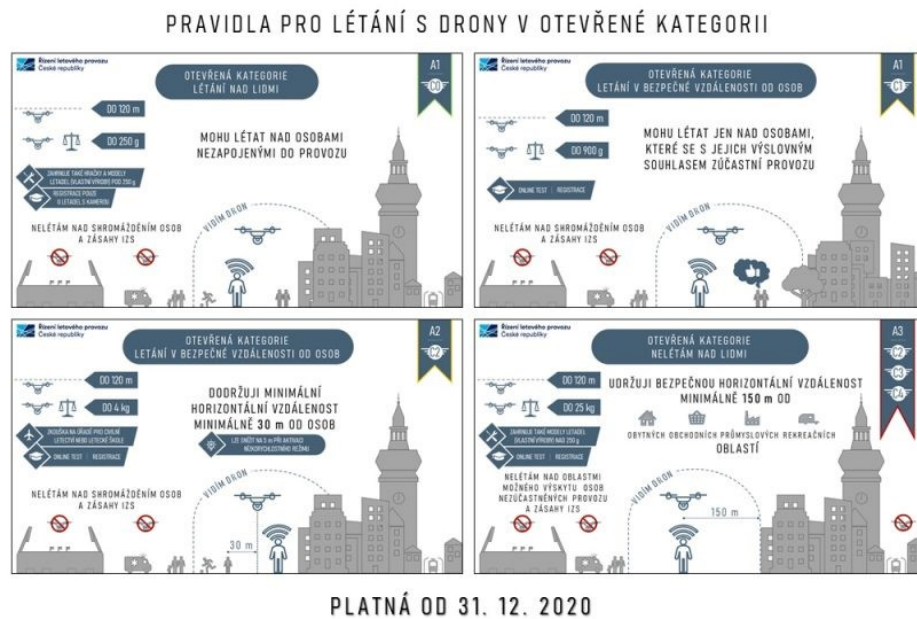 PRAVIDLA PRO LÉTÁNÍ S DRONY V OTEVŘENÉ KATEGORII
Řízení letového provozu
České republiky
OTEVŘENÁ KATEGORIE
LÉTÁNÍ NAD LIDMI
A1
C0
DO 120 m
DO 250 g
ZAHRNUJE TAKÉ HRAČKY A MODELY
LETADEL (VLASTNÍ VÝROBY) POD 250 g
REGISTRACE POUZE
U LETADEL S KAMEROU
MOHU LÉTAT NAD OSOBAMI
NEZAPOJENÝMI DO PROVOZU
NELÉTÁM NAD SHROMÁŽDĚNÍM OSOB
A ZÁSAHY IZS
VIDÍM DRON
Řízení letového provozu
České republiky
OTEVŘENÁ KATEGORIE
LÉTÁNÍ V BEZPEČNÉ VZDÁLENOSTI OD OSOB
A1
C1
DO 120 m
DO 900 g
ONLINE TEST | REGISTRACE
MOHU LÉTAT JEN NAD OSOBAMI,
KTERÉ SE S JEJICH VÝSLOVNÝM
SOUHLASEM ZÚČASTNÍ PROVOZU
NELÉTÁM NAD SHROMÁŽDĚNÍM OSOB
A ZÁSAHY IZS
VIDÍM DRON
Řízení letového provozu
České republiky
OTEVŘENÁ KATEGORIE
LETÁNÍ V BEZPEČNÉ VZDÁLENOSTI OD OSOB
A2
C2
DO 120 m
DO 4 kg
ZKOUŠKA NA ÚŘADĚ PRO CIVILNÍ
LETECTVÍ NEBO LETECKÉ ŠKOLE
ONLINE TEST | REGISTRACE
DODRŽUJI MINIMÁLNÍ
HORIZONTÁLNÍ VZDÁLENOST
MINIMÁLNĚ 30 m OD OSOB
LZE SNÍŽIT NA 5 m PŘI AKTIVACI
NÍZKORYCHLOSTNÍHO REŽIMU
NELÉTÁM NAD SHROMÁŽDĚNÍM OSOB
A ZÁSAHY IZS
VIDÍM DRON
30 m
Řízení letového provozu
České republiky
OTEVŘENÁ KATEGORIE
NELÉTÁM NAD LIDMI
A3
C2
C3
C4
DO 120 m
DO 25 kg
ZAHRNUJE TAKÉ MODELY LETADEL
(VLASTNÍ VÝROBY) NAD 250 g
ONLINE TEST | REGISTRACE
UDRŽUJI BEZPEČNOU HORIZONTÁLNÍ VZDÁLENOST
MINIMÁLNĚ 150 m OD
OBYTNÝCH OBCHODNÍCH PRŮMYSLOVÝCH REKREAČNÍCH
OBLASTÍ
NELÉTÁM NAD OBLASTMI
MOŽNÉHO VÝSKYTU OSOB
NEZÚČASTNĚNÝCH PROVOZU
A ZÁSAHY IZS
VIDÍM DRON
150 m
PLATNÁ OD 31. 12. 2020